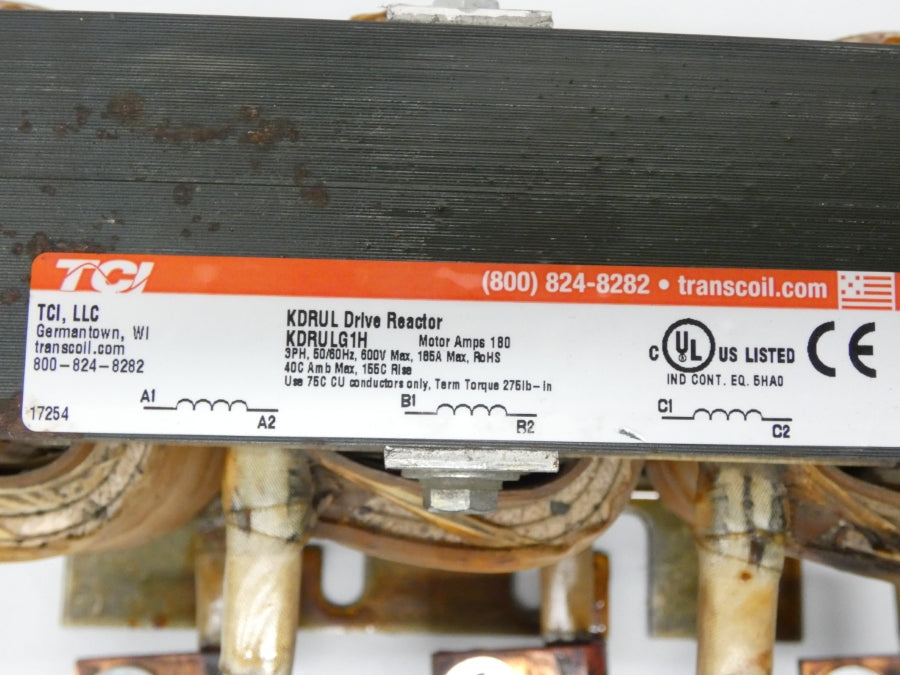 TCI
(800) 824-8282 • transcoil.com
TCI, LLC
Germantown, WI
transcoil.com
800-824-8282
17254
KDRUL Drive Reactor
KDRULG1H Motor Amps 180
3PH, 50/60Hz, 600V Max, 185A Max, RoHS
40C Amb Max, 155C Rise
Use 75C CU conductors only, Term Torque 275lb-in
C UL US LISTED CE
IND CONT. EQ. 5HA0
A1
A2
B1
B2
C1
C2